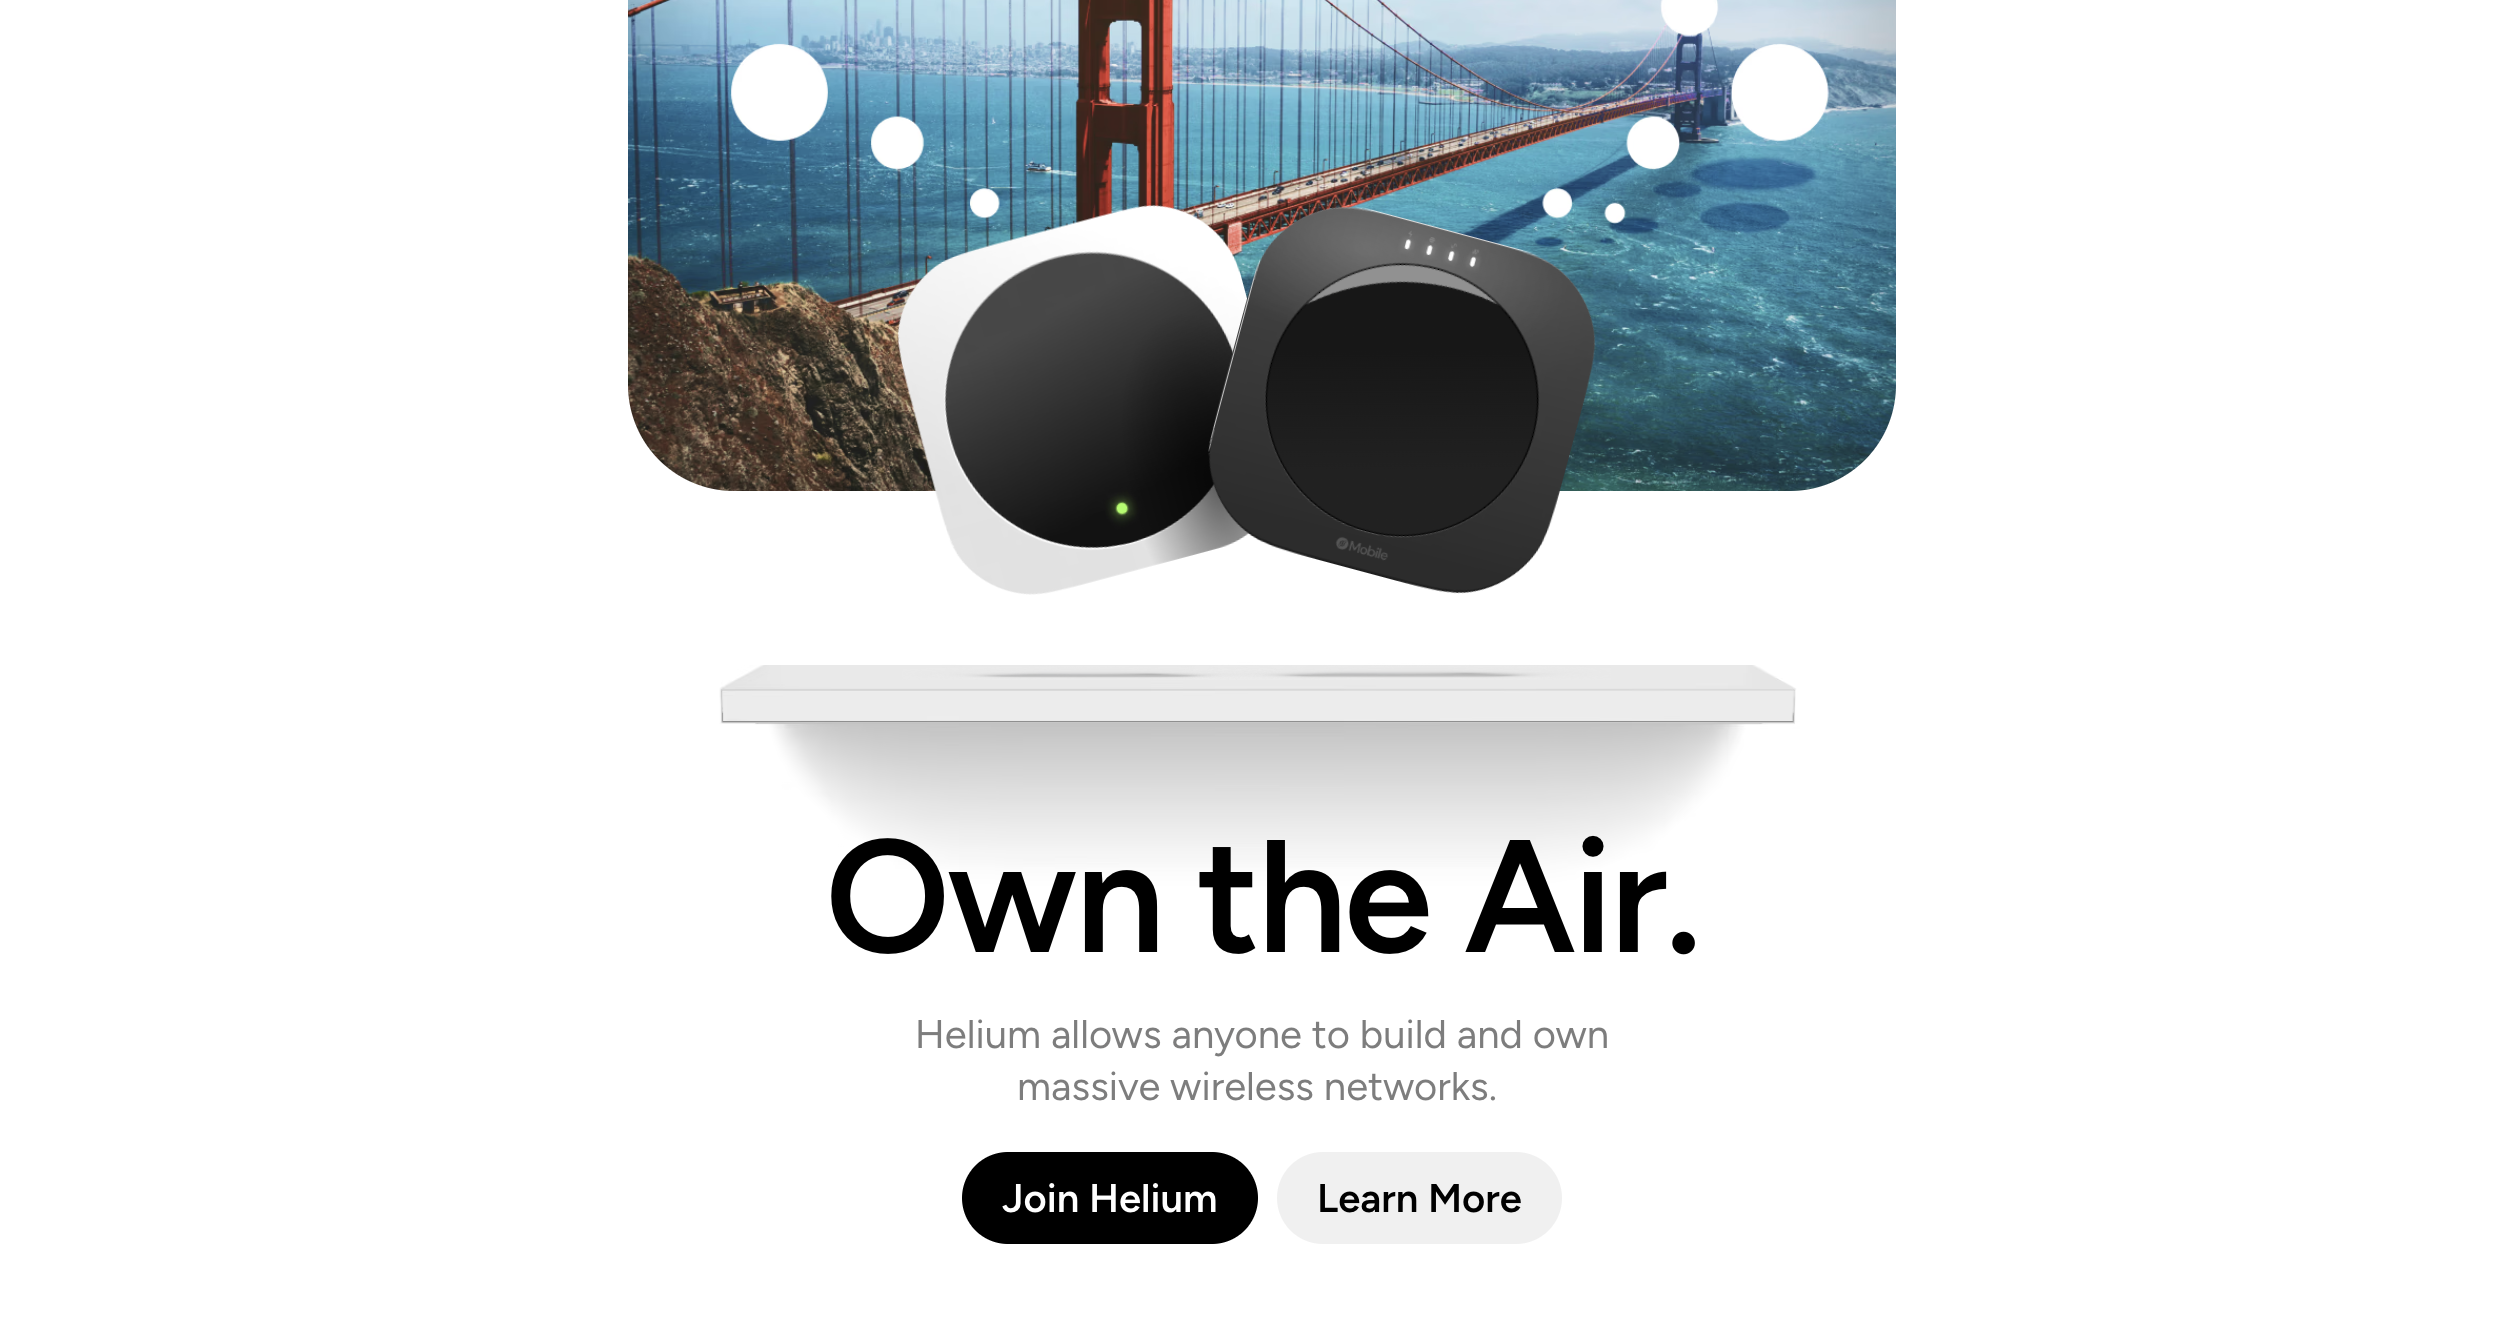 Mobile
Own the Air.
Helium allows anyone to build and own
massive wireless networks.
Join Helium
Learn More